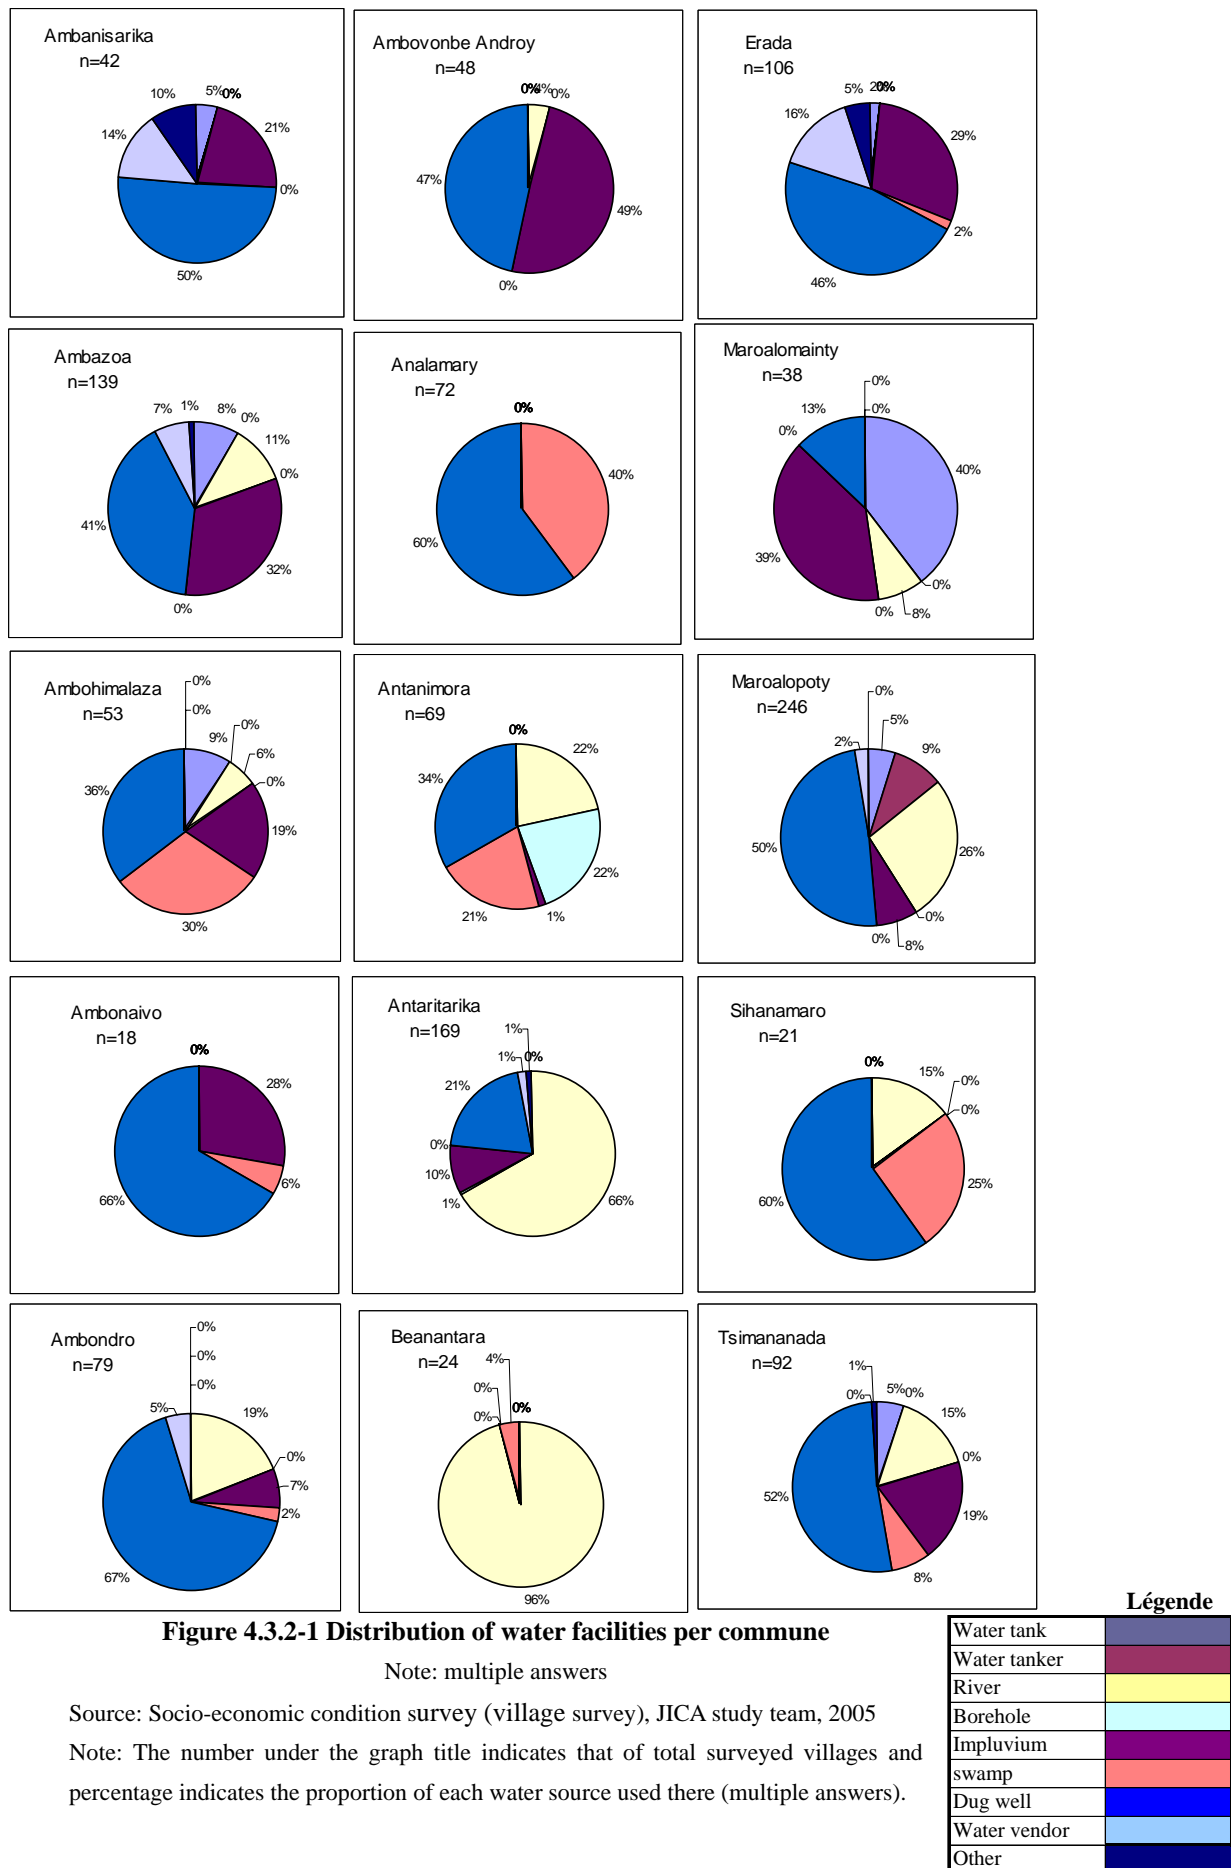 Ambanisarika
n=42
10%
5%
0%
14%
21%
0%
50%
Ambovonbe Androy
n=48
0%
4%
0%
47%
49%
0%
Erada
n=106
5%
2%
0%
16%
29%
2%
46%
Ambazoa
n=139
7%
1%
8%
0%
11%
0%
41%
32%
0%
Analamary
n=72
0%
40%
60%
Maroalomainty
n=38
0%
13%
0%
0%
40%
39%
0%
0%
8%
Ambohimalaza
n=53
0%
0%
9%
0%
6%
0%
36%
19%
30%
Antanimora
n=69
0%
22%
34%
22%
21%
1%
Maroalopoty
n=246
0%
5%
2%
9%
50%
26%
0%
0%
8%
Ambonaivo
n=18
0%
28%
6%
66%
Antaritarika
n=169
1%
1%
0%
21%
0%
10%
1%
66%
Sihanamaro
n=21
0%
15%
0%
0%
60%
25%
Ambondro
n=79
0%
0%
0%
5%
19%
0%
7%
2%
67%
Beanantara
n=24
4%
0%
0%
0%
96%
Tsimananada
n=92
1%
0%
5%
0%
15%
0%
52%
19%
8%
Figure 4.3.2-1 Distribution of water facilities per commune
Note: multiple answers
Source: Socio-economic condition survey (village survey), JICA study team, 2005
Note: The number under the graph title indicates that of total surveyed villages and
percentage indicates the proportion of each water source used there (multiple answers).
Légende
Water tank
Water tanker
River
Borehole
Impluvium
swamp
Dug well
Water vendor
Other